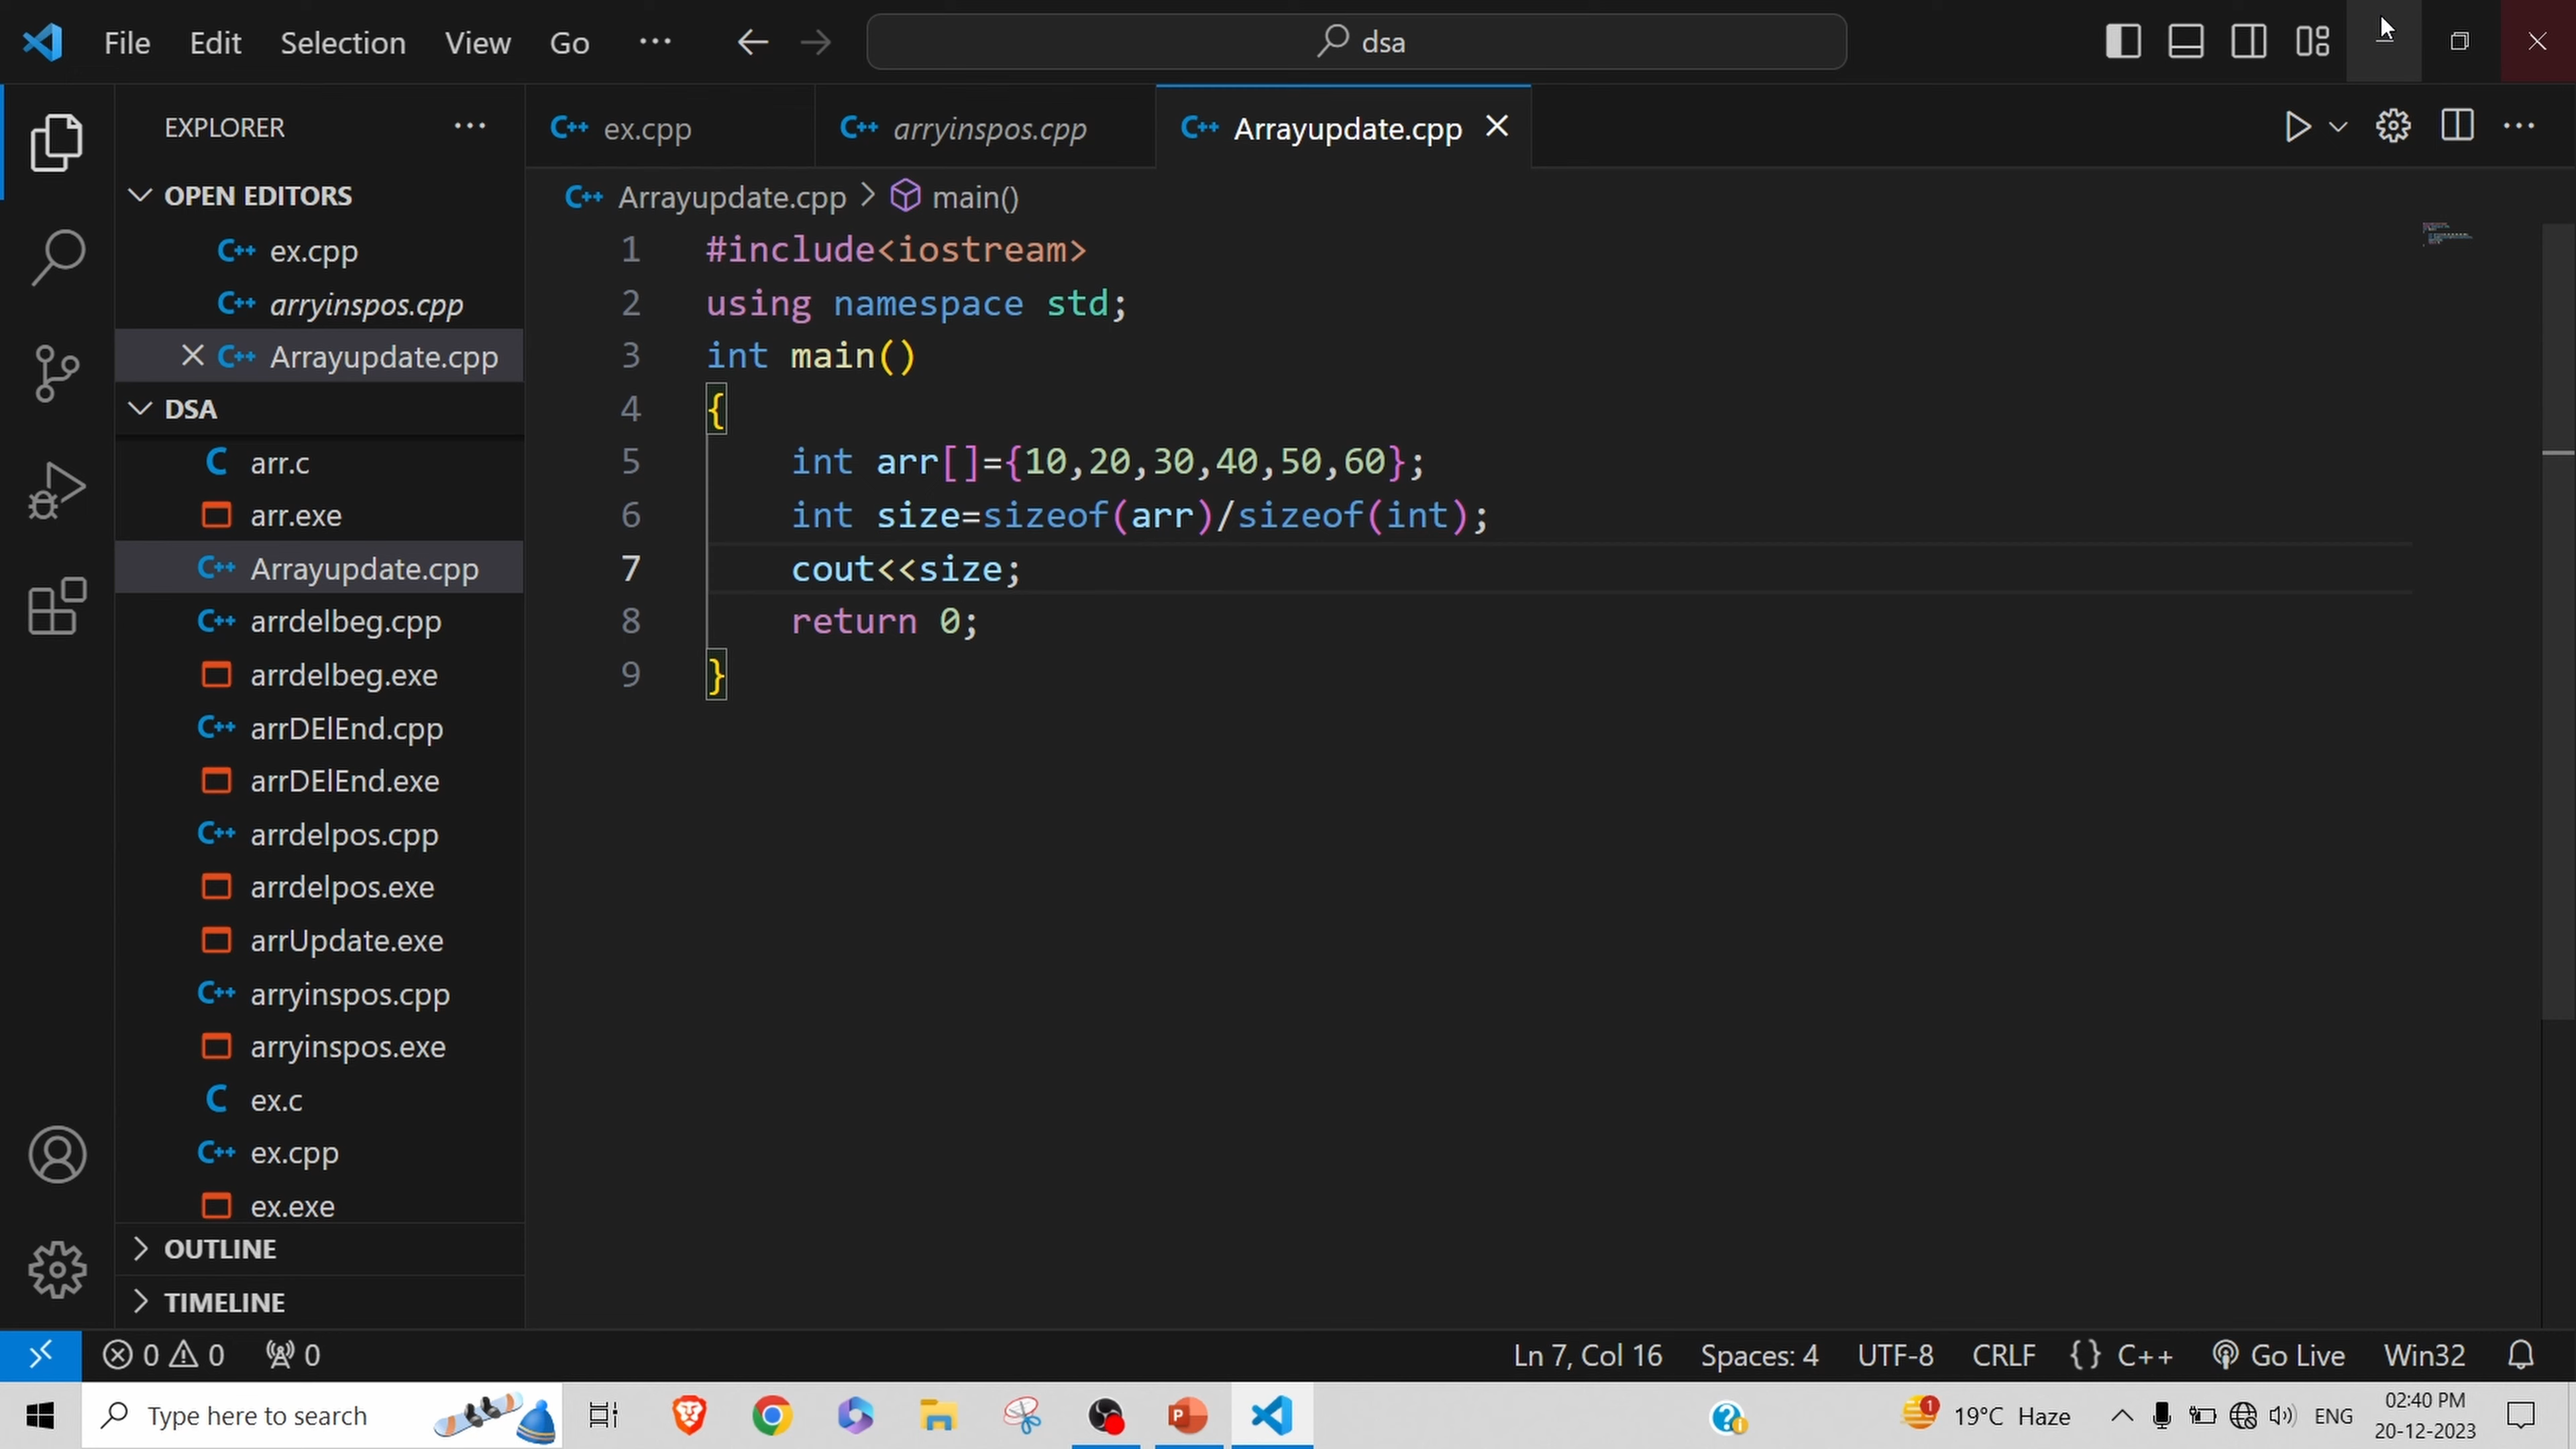 File Edit Selection View Go ··· dsa
EXPLORER ···
ex.cpp arryinspos.cpp Arrayupdate.cpp
OPEN EDITORS
ex.cpp
arryinspos.cpp
Arrayupdate.cpp
DSA
arr.c
arr.exe
Arrayupdate.cpp
arrdelbeg.cpp
arrdelbeg.exe
arrDElEnd.cpp
arrDElEnd.exe
arrdelpos.cpp
arrdelpos.exe
arrUpdate.exe
arryinspos.cpp
arryinspos.exe
ex.c
ex.cpp
ex.exe
OUTLINE
TIMELINE
Arrayupdate.cpp > main()
1 #include<iostream>
2 using namespace std;
3 int main()
4 {
5 int arr[]={10,20,30,40,50,60};
6 int size=sizeof(arr)/sizeof(int);
7 cout<<size;
8 return 0;
9 }
0 0 0 Ln 7, Col 16 Spaces: 4 UTF-8 CRLF {} C++ Go Live Win32
Type here to search 1 19°C Haze ENG 02:40 PM
20-12-2023